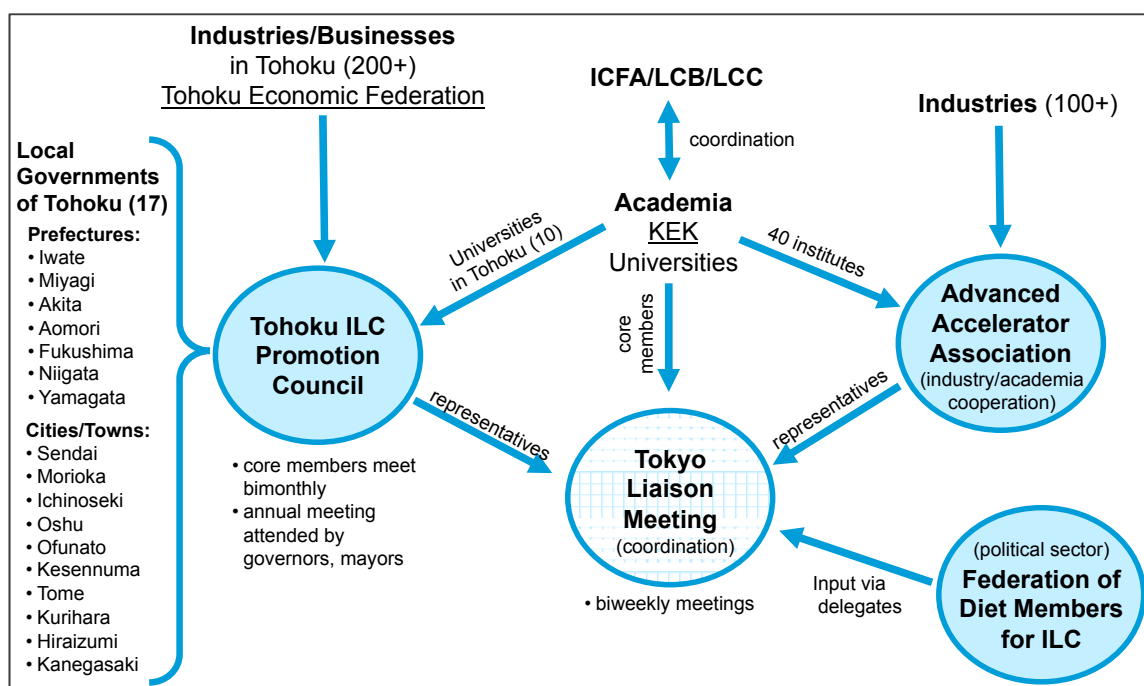 Industries/Businesses
in Tohoku (200+)
Tohoku Economic Federation
ICFA/LCB/LCC
Industries (100+)
coordination
Local
Governments
of Tohoku (17)
Prefectures:
• Iwate
• Miyagi
• Akita
• Aomori
• Fukushima
• Niigata
• Yamagata
Cities/Towns:
• Sendai
• Morioka
• Ichinoseki
• Oshu
• Ofunato
• Kesennuma
• Tome
• Kurihara
• Hiraizumi
• Kanegasaki
Academia
KEK
Universities
Universities
in Tohoku (10)
40 institutes
core
members
Tohoku ILC
Promotion
Council
Advanced
Accelerator
Association
(industry/academia
cooperation)
representatives
representatives
• core members meet
bimonthly
• annual meeting
attended by
governors, mayors
Tokyo
Liaison
Meeting
(coordination)
• biweekly meetings
Input via
delegates
(political sector)
Federation of
Diet Members
for ILC